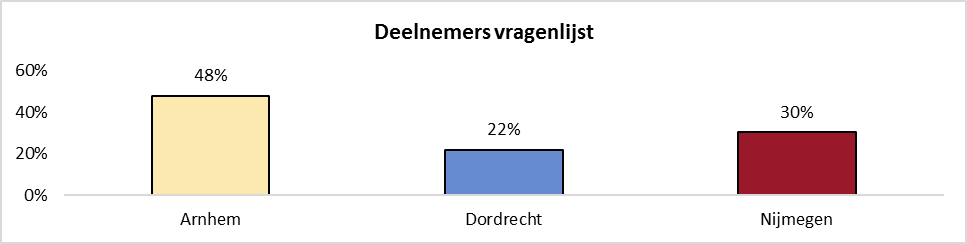 Deelnemers vragenlijst
60%
40%
20%
0%
48%
22%
30%
Arnhem
Dordrecht
Nijmegen